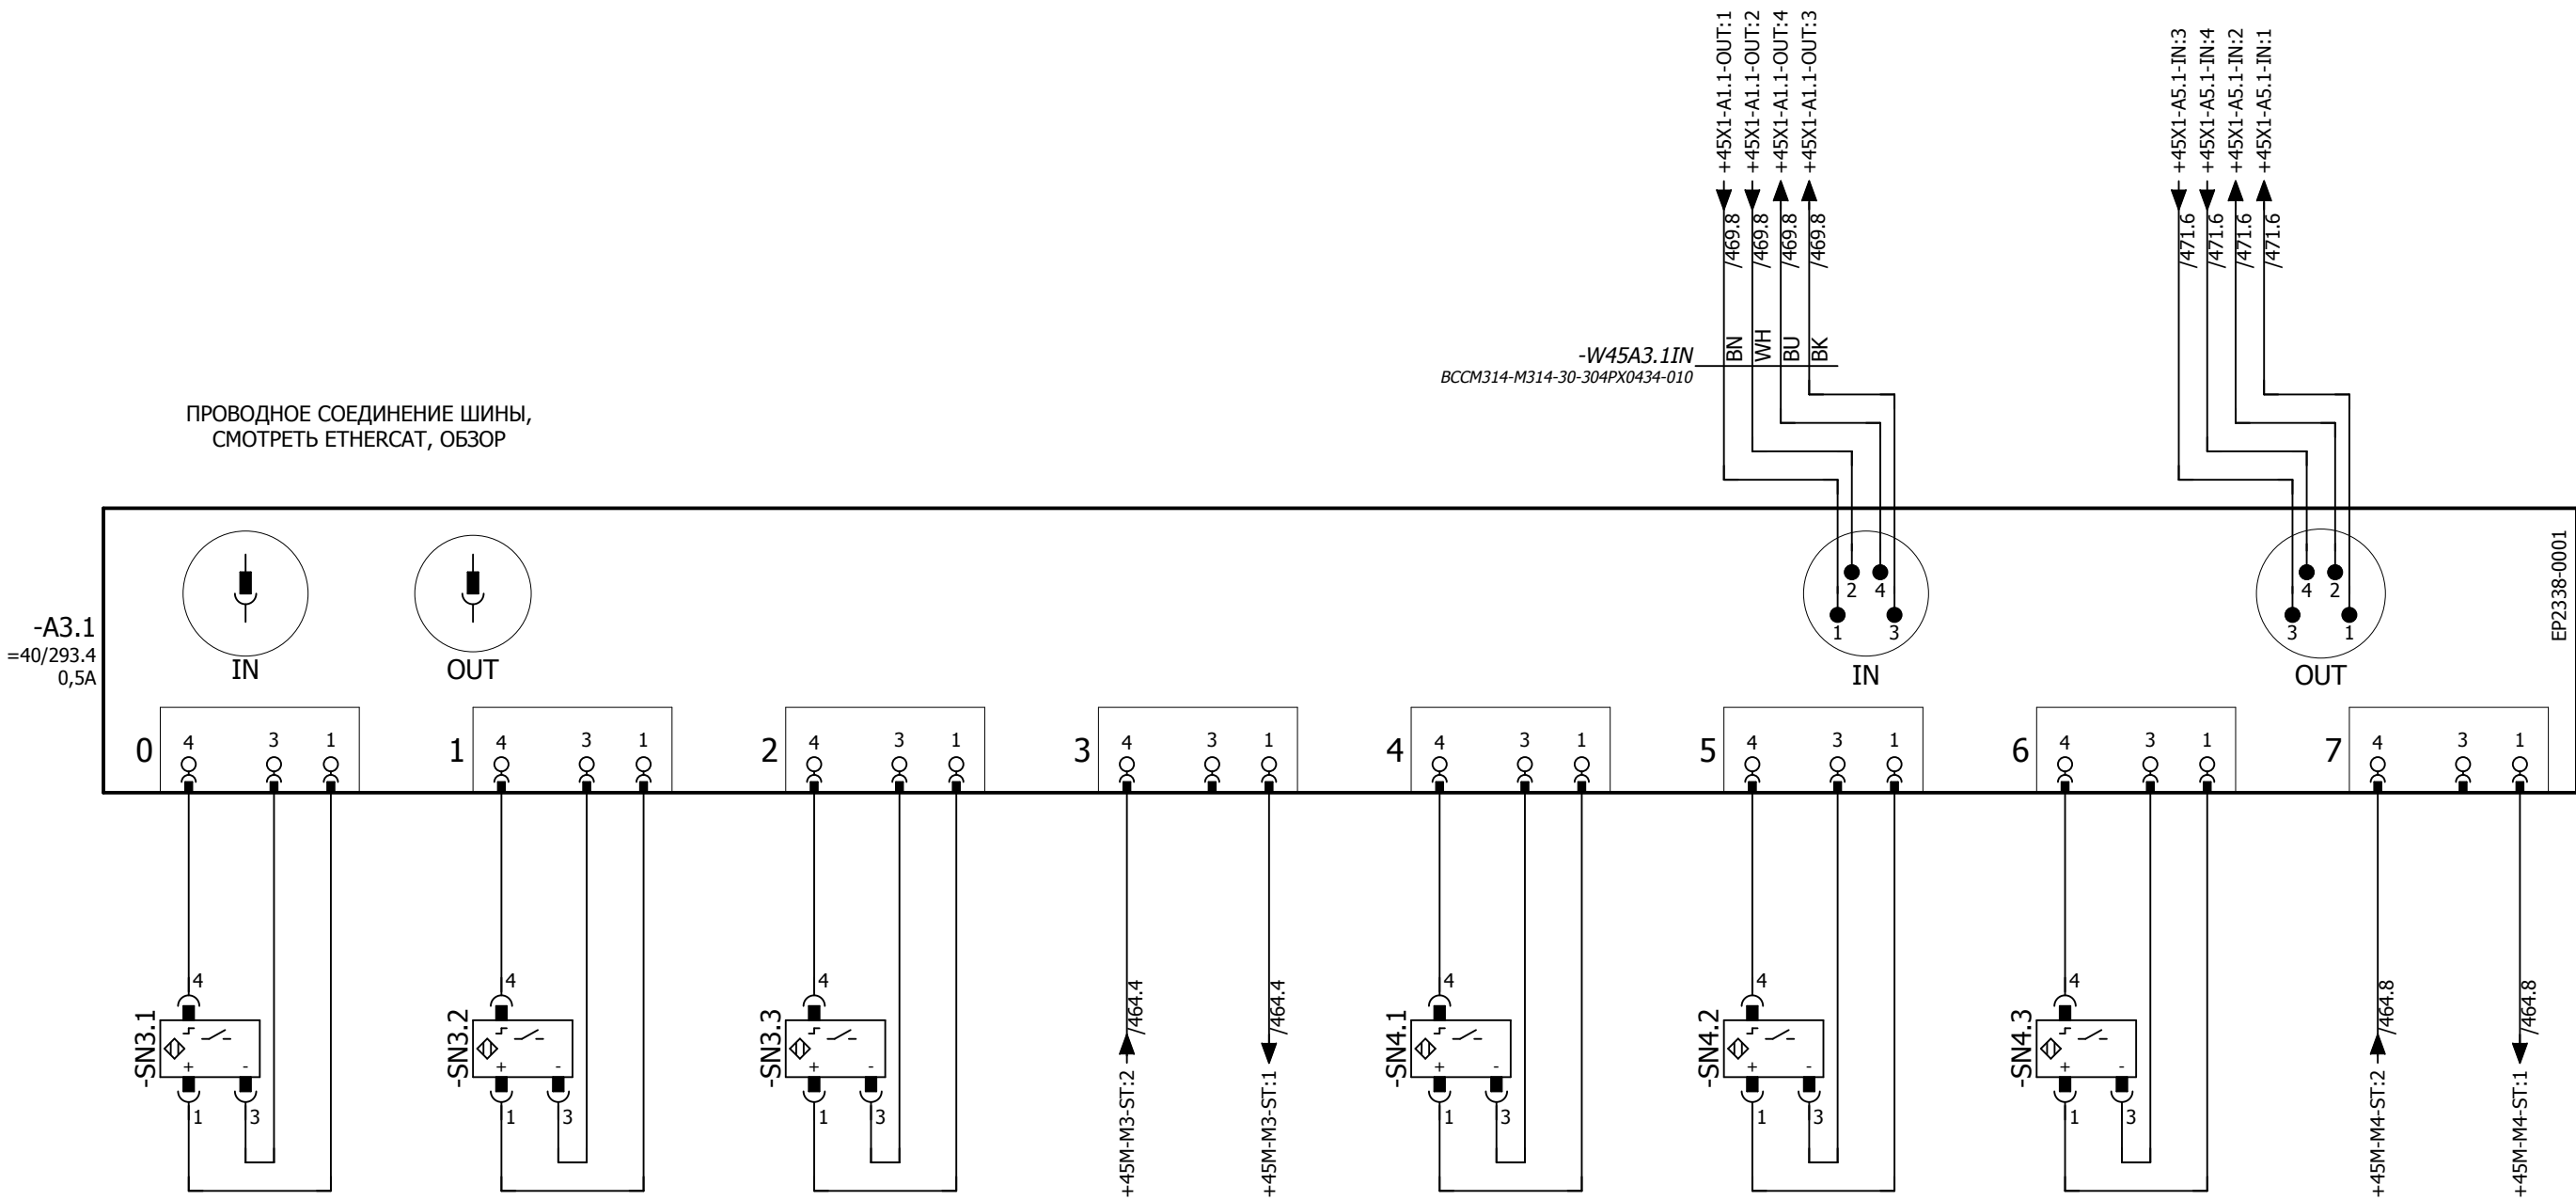 +45X1-A1.1-OUT:1
+45X1-A1.1-OUT:2
+45X1-A1.1-OUT:4
+45X1-A1.1-OUT:3
+45X1-A5.1-IN:3
+45X1-A5.1-IN:4
+45X1-A5.1-IN:2
+45X1-A5.1-IN:1
/469.8
/469.8
/469.8
/469.8
/471.6
/471.6
/471.6
/471.6
-W45A3.1IN
BCCM314-M314-30-304PX0434-010
BN
WH
BU
BK
ПРОВОДНОЕ СОЕДИНЕНИЕ ШИНЫ,
СМОТРЕТЬ ETHERCAT, ОБЗОР
-A3.1
=40/293.4
0,5A
IN
OUT
2 4
1 3
IN
4 2
3 1
OUT
EP2338-0001
0 4 3 1
1 4 3 1
2 4 3 1
3 4 3 1
4 4 3 1
5 4 3 1
6 4 3 1
7 4 3 1
-SN3.1
4
+ -
1 3
-SN3.2
4
+ -
1 3
-SN3.3
4
+ -
1 3
/464.4
+45M-M3-ST:2
/464.4
+45M-M3-ST:1
-SN4.1
4
+ -
1 3
-SN4.2
4
+ -
1 3
-SN4.3
4
+ -
1 3
/464.8
+45M-M4-ST:2
/464.8
+45M-M4-ST:1